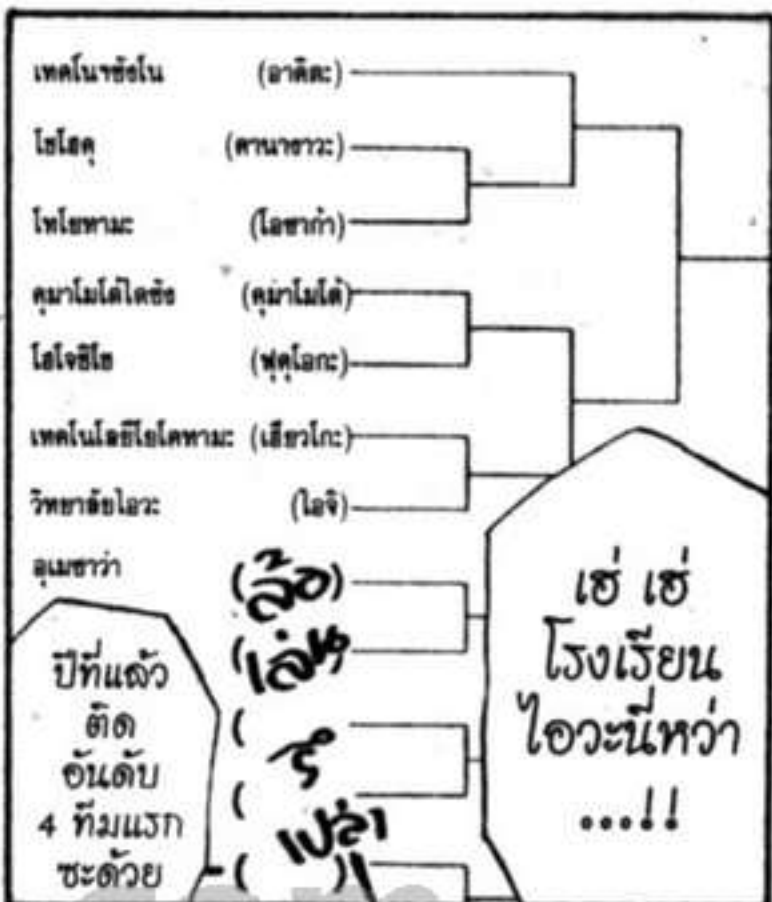 เทคโนฯซังโน (อาคิตะ)
โชโฮคุ (คานางาวะ)
โทโยทามะ (โอซาก้า)
คุมาโมโต้ไดซัง (คุมาโมโต้)
โฮโจชิโซ (ฟุคุโอกะ)
เทคโนโลยีโยโคทามะ (เฮียวโกะ)
วิทยาลัยไอวะ (ไอจิ)
อุเมซาว่า
(ล้อ)
(เล่น
รึ
เปล่า
เฮ่ เฮ่
โรงเรียน
ไอวะนี่หว่า
...!!
ปีที่แล้ว
ติด
อันดับ
4 ทีมแรก
ซะด้วย